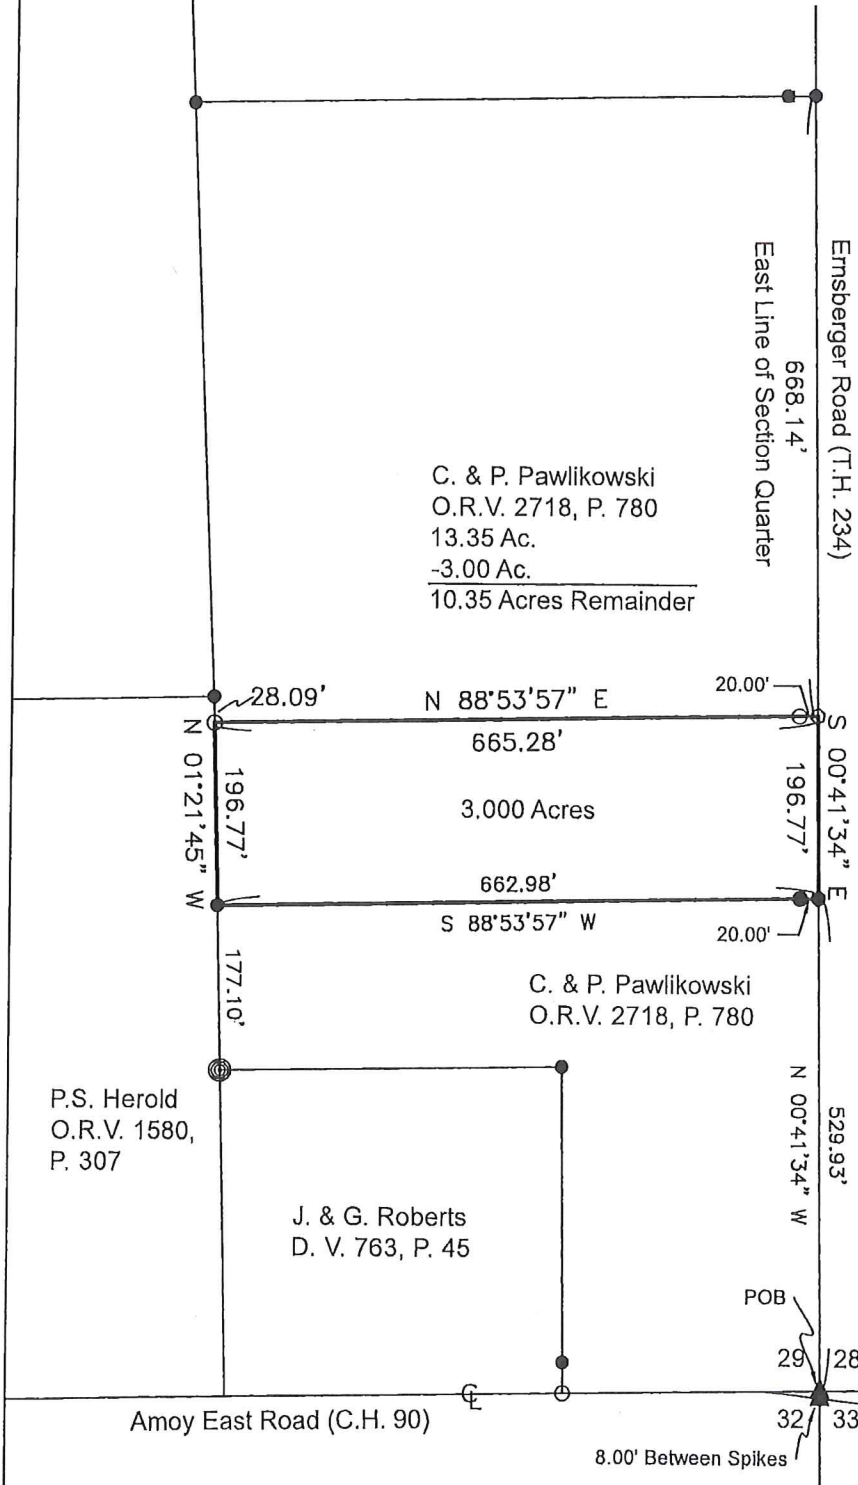 Ernsberger Road (T.H. 234)
East Line of Section Quarter
668.14'
C. & P. Pawlikowski
O.R.V. 2718, P. 780
13.35 Ac.
-3.00 Ac.
10.35 Acres Remainder
28.09'
N 88°53'57" E
20.00'
665.28'
N 01°21'45" W
196.77'
3.000 Acres
196.77'
S 00°41'34" E
662.98'
S 88°53'57" W
20.00'
177.10'
C. & P. Pawlikowski
O.R.V. 2718, P. 780
P.S. Herold
O.R.V. 1580,
P. 307
N 00°41'34" W
529.93'
J. & G. Roberts
D. V. 763, P. 45
POB
29 28
CL
Amoy East Road (C.H. 90)
32 33
8.00' Between Spikes